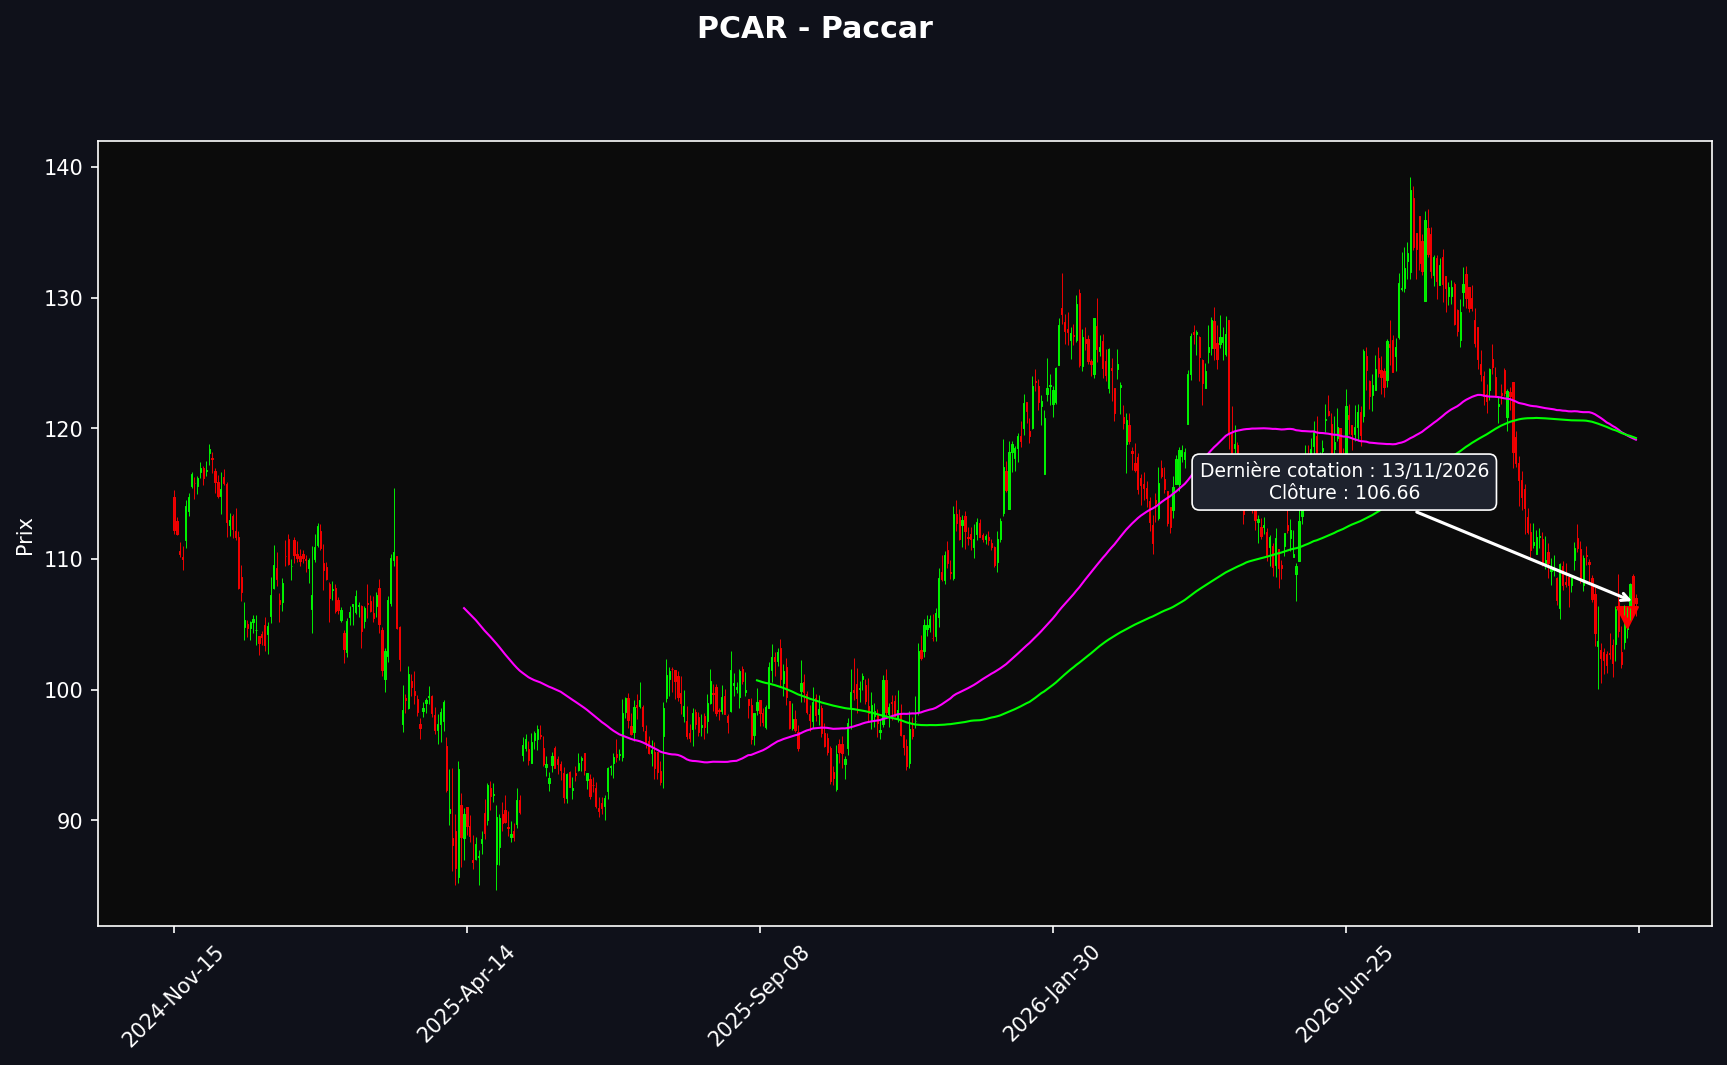 PCAR - Paccar
Prix
140
130
120
110
100
90
Dernière cotation : 13/11/2026
Clôture : 106.66
2024-Nov-15
2025-Apr-14
2025-Sep-08
2026-Jan-30
2026-Jun-25